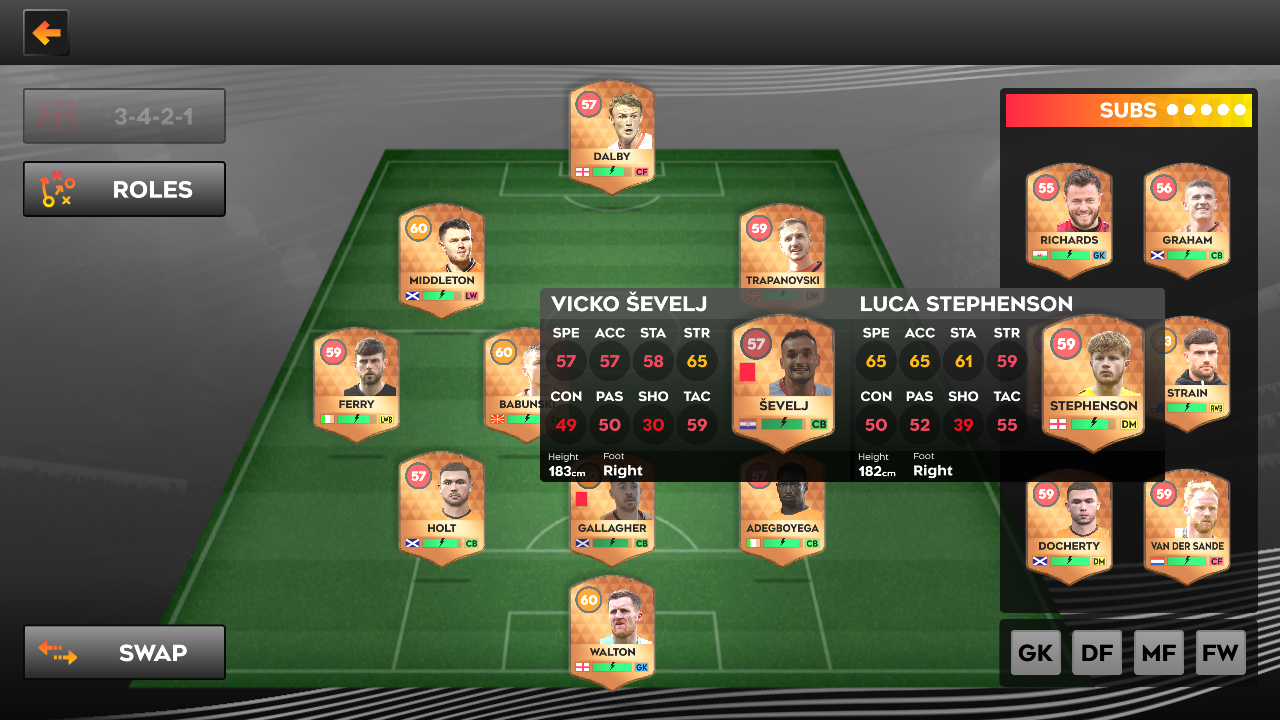 3-4-2-1
ROLES
SWAP
57
DALBY
CF
60
MIDDLETON
LW
59
TRAPANOVSKI
LW
59
FERRY
LWB
60
BABUNSKI
57
HOLT
CB
GALLAGHER
CB
57
ADEGBOYEGA
CB
60
WALTON
GK
VICKO ŠEVELJ
SPE ACC STA STR
57 57 58 65
CON PAS SHO TAC
49 50 30 59
Height Foot
183cm Right
57
ŠEVELJ
CB
LUCA STEPHENSON
SPE ACC STA STR
65 65 61 59
CON PAS SHO TAC
50 52 39 55
Height Foot
182cm Right
59
STEPHENSON
DM
SUBS
55
RICHARDS
GK
56
GRAHAM
CB
STRAIN
RWB
59
DOCHERTY
DM
59
VAN DER SANDE
CF
GK DF MF FW